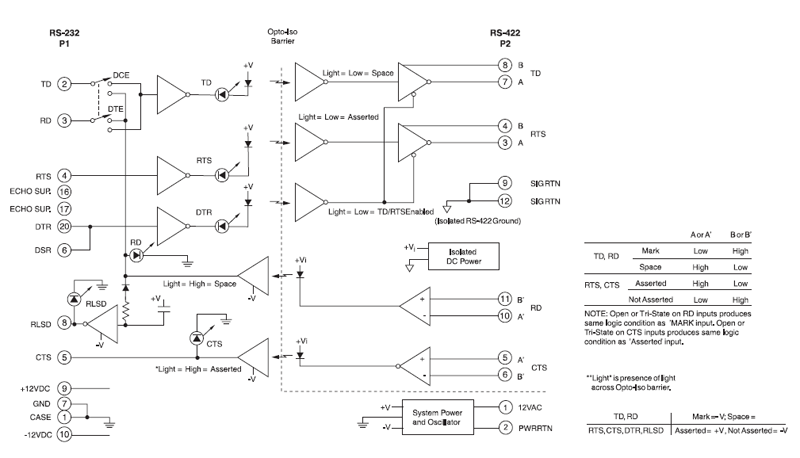 RS-232
P1
Opto-Iso
Barrier
RS-422
P2
DCE
TD 2
DTE
RD 3
TD
+V
Light = Low = Space
8 B
TD
7 A
+V
Light = Low = Asserted
4 B
RTS
3 A
RTS 4
RTS
ECHO SUP. 16
ECHO SUP. 17
+V
DTR 20
DTR
DSR 6
Light = Low = TD/RTSEnabled
9 SIGRTN
12 SIGRTN
(Isolated RS-422 Ground)
RD
+Vi
Isolated
DC Power
Light = High = Space
-V
+Vi
+
-
11 B'
RD
10 A'
RLSD
+V
RLSD 8
-V
CTS
CTS 5
*Light = High = Asserted
-V
+Vi
+
-
5 A'
CTS
6 B'
+12VDC 9
GND 7
CASE 1
-12VDC 10
+V
-V
System Power
and Oscillator
1 12VAC
2 PWRRTN
A or A' B or B'
TD, RD Mark Low High
Space High Low
RTS, CTS Asserted High Low
Not Asserted Low High
NOTE: Open or Tri-State on RD inputs produces
same logic condition as 'MARK input. Open or
Tri-State on CTS inputs produces same logic
condition as 'Asserted' input.
*"Light" is presence of light
across Opto-Iso barrier.
TD, RD Mark=-V; Space =
RTS, CTS, DTR, RLSD Asserted= +V, Not Asserted= -V